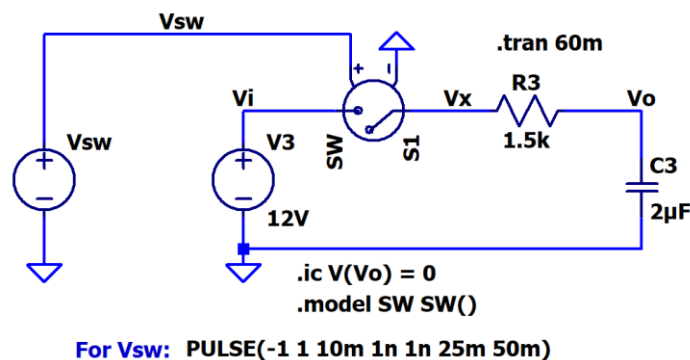 Vsw
.tran 60m
+
-
Vi
Vx
R3
Vo
Vsw
+
-
V3
+
-
SW
S1
1.5k
C3
2µF
12V
.ic V(Vo) = 0
.model SW SW()
For Vsw: PULSE(-1 1 10m 1n 1n 25m 50m)